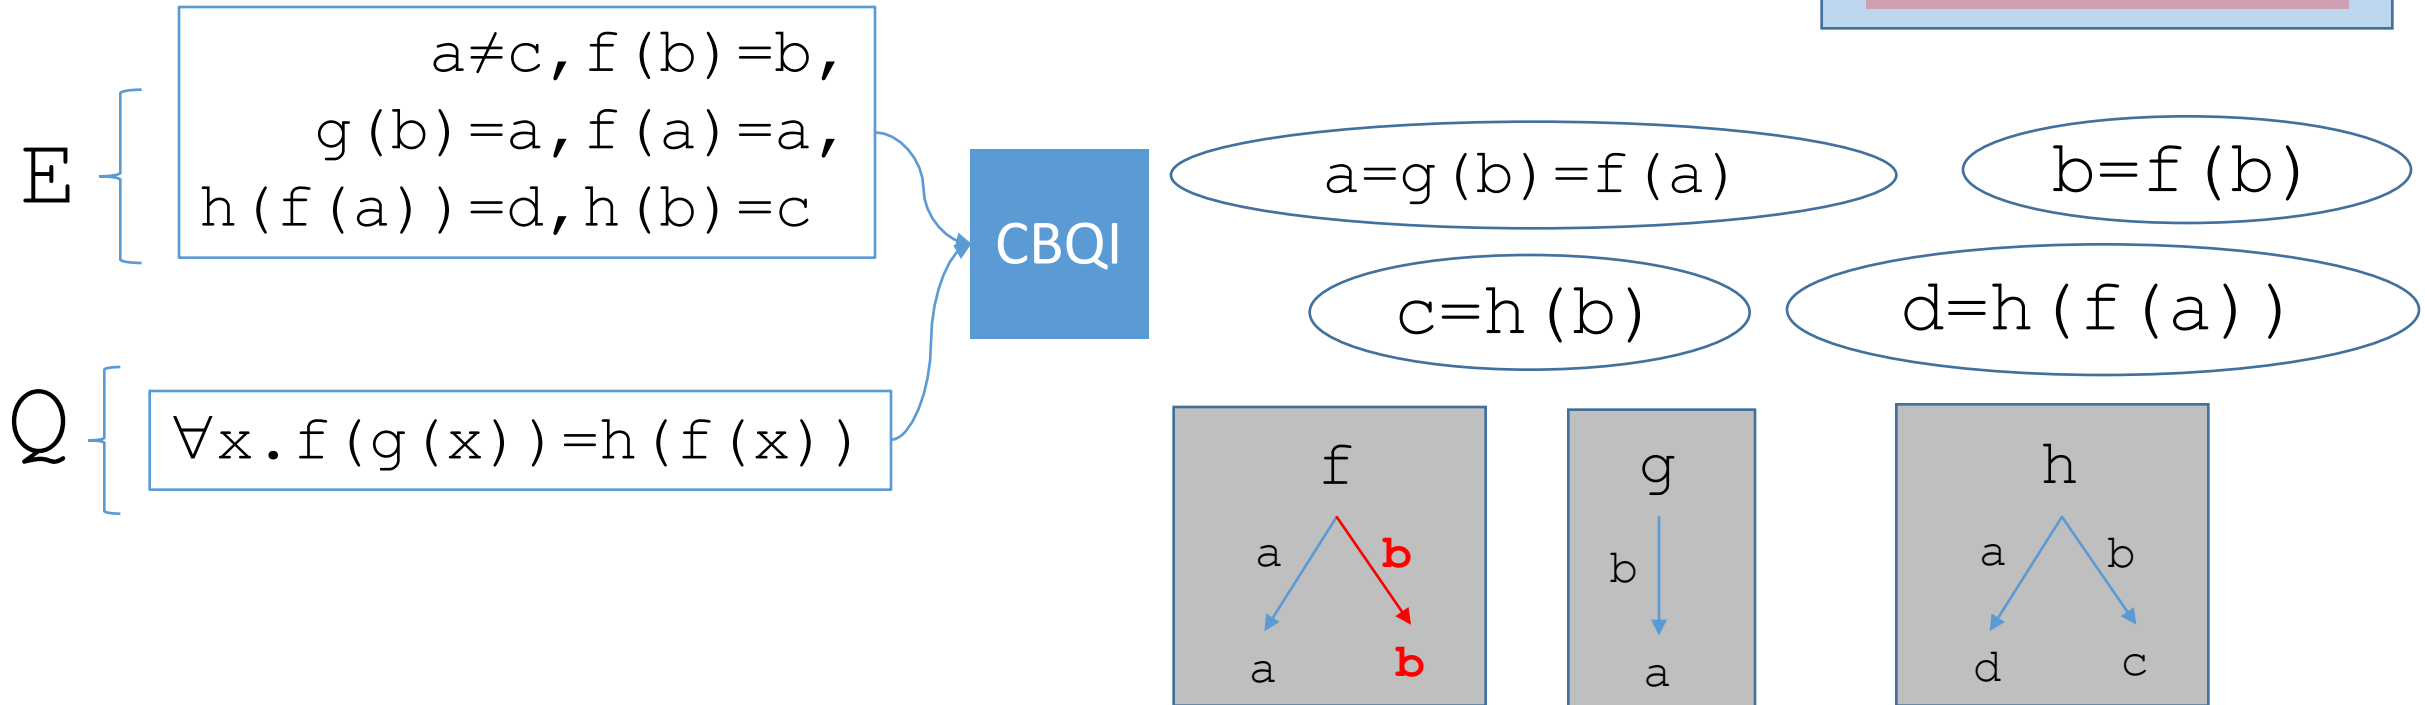 E
a≠c,f(b)=b,
g(b)=a,f(a)=a,
h(f(a))=d,h(b)=c
Q
∀x.f(g(x))=h(f(x))
CBQI
a=g(b)=f(a)
b=f(b)
c=h(b)
d=h(f(a))
f
a
b
a
b
g
b
a
h
a
b
d
c